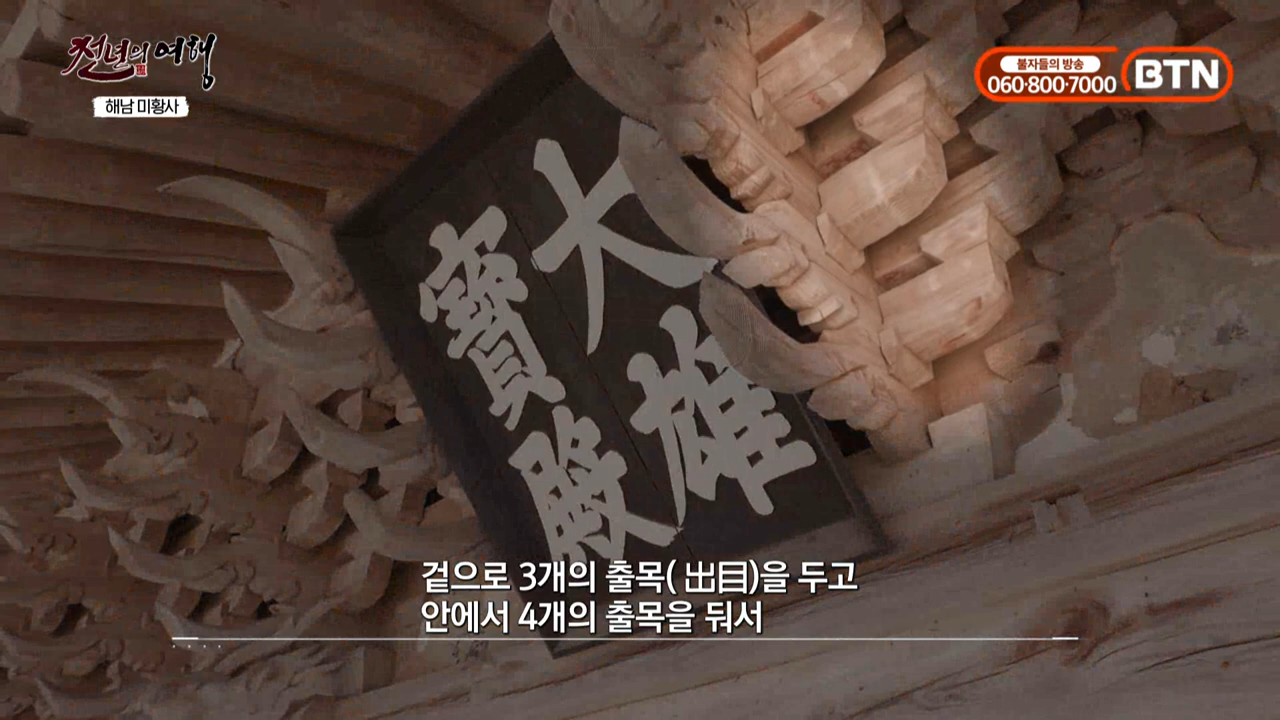 천년의 여행
해남 미황사
불자들의 방송
060·800·7000
BTN
大雄
寶殿
겉으로 3개의 출목( 出目)을 두고
안에서 4개의 출목을 둬서